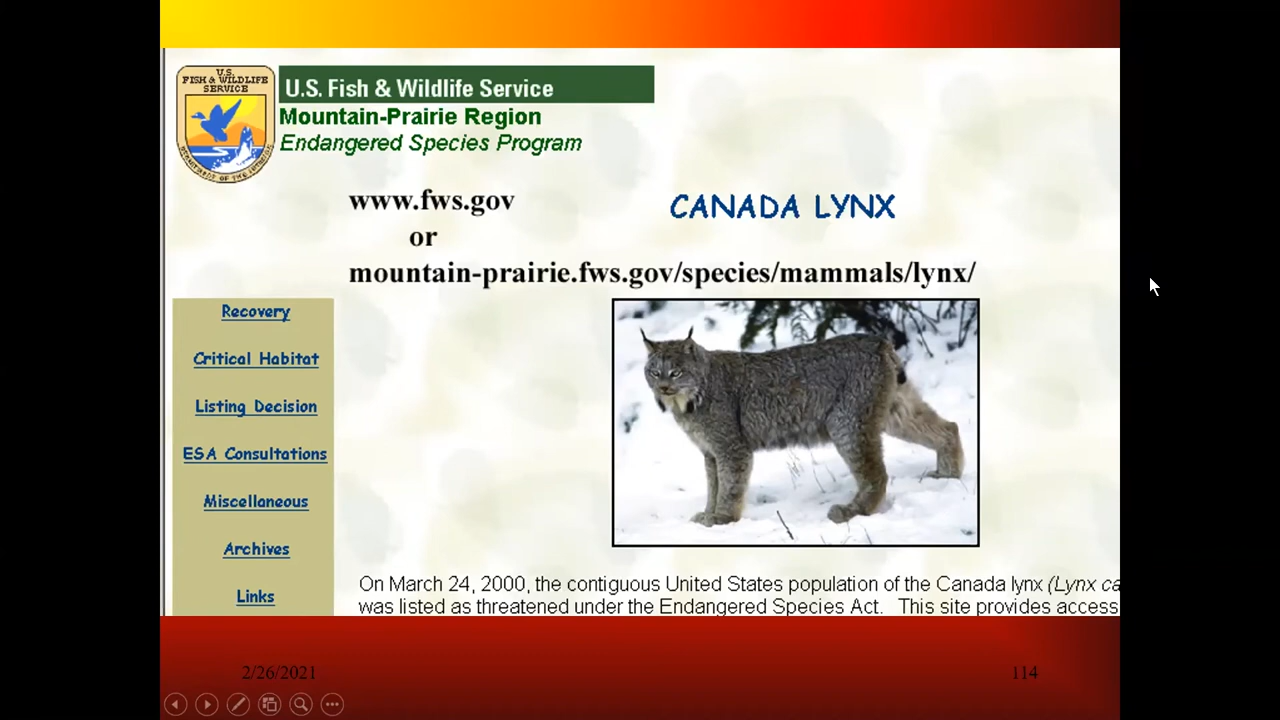 U.S.
FISH & WILDLIFE
SERVICE
U.S. Fish & Wildlife Service
Mountain-Prairie Region
Endangered Species Program
www.fws.gov
or
mountain-prairie.fws.gov/species/mammals/lynx/
CANADA LYNX
Recovery
Critical Habitat
Listing Decision
ESA Consultations
Miscellaneous
Archives
Links
On March 24, 2000, the contiguous United States population of the Canada lynx (Lynx ca
was listed as threatened under the Endangered Species Act. This site provides access
2/26/2021
114